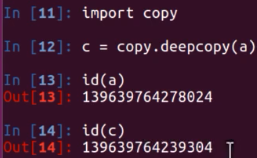 In [11]: import copy
In [12]: c = copy.deepcopy(a)
In [13]: id(a)
Out[13]: 139639764278024
In [14]: id(c)
Out[14]: 139639764239304